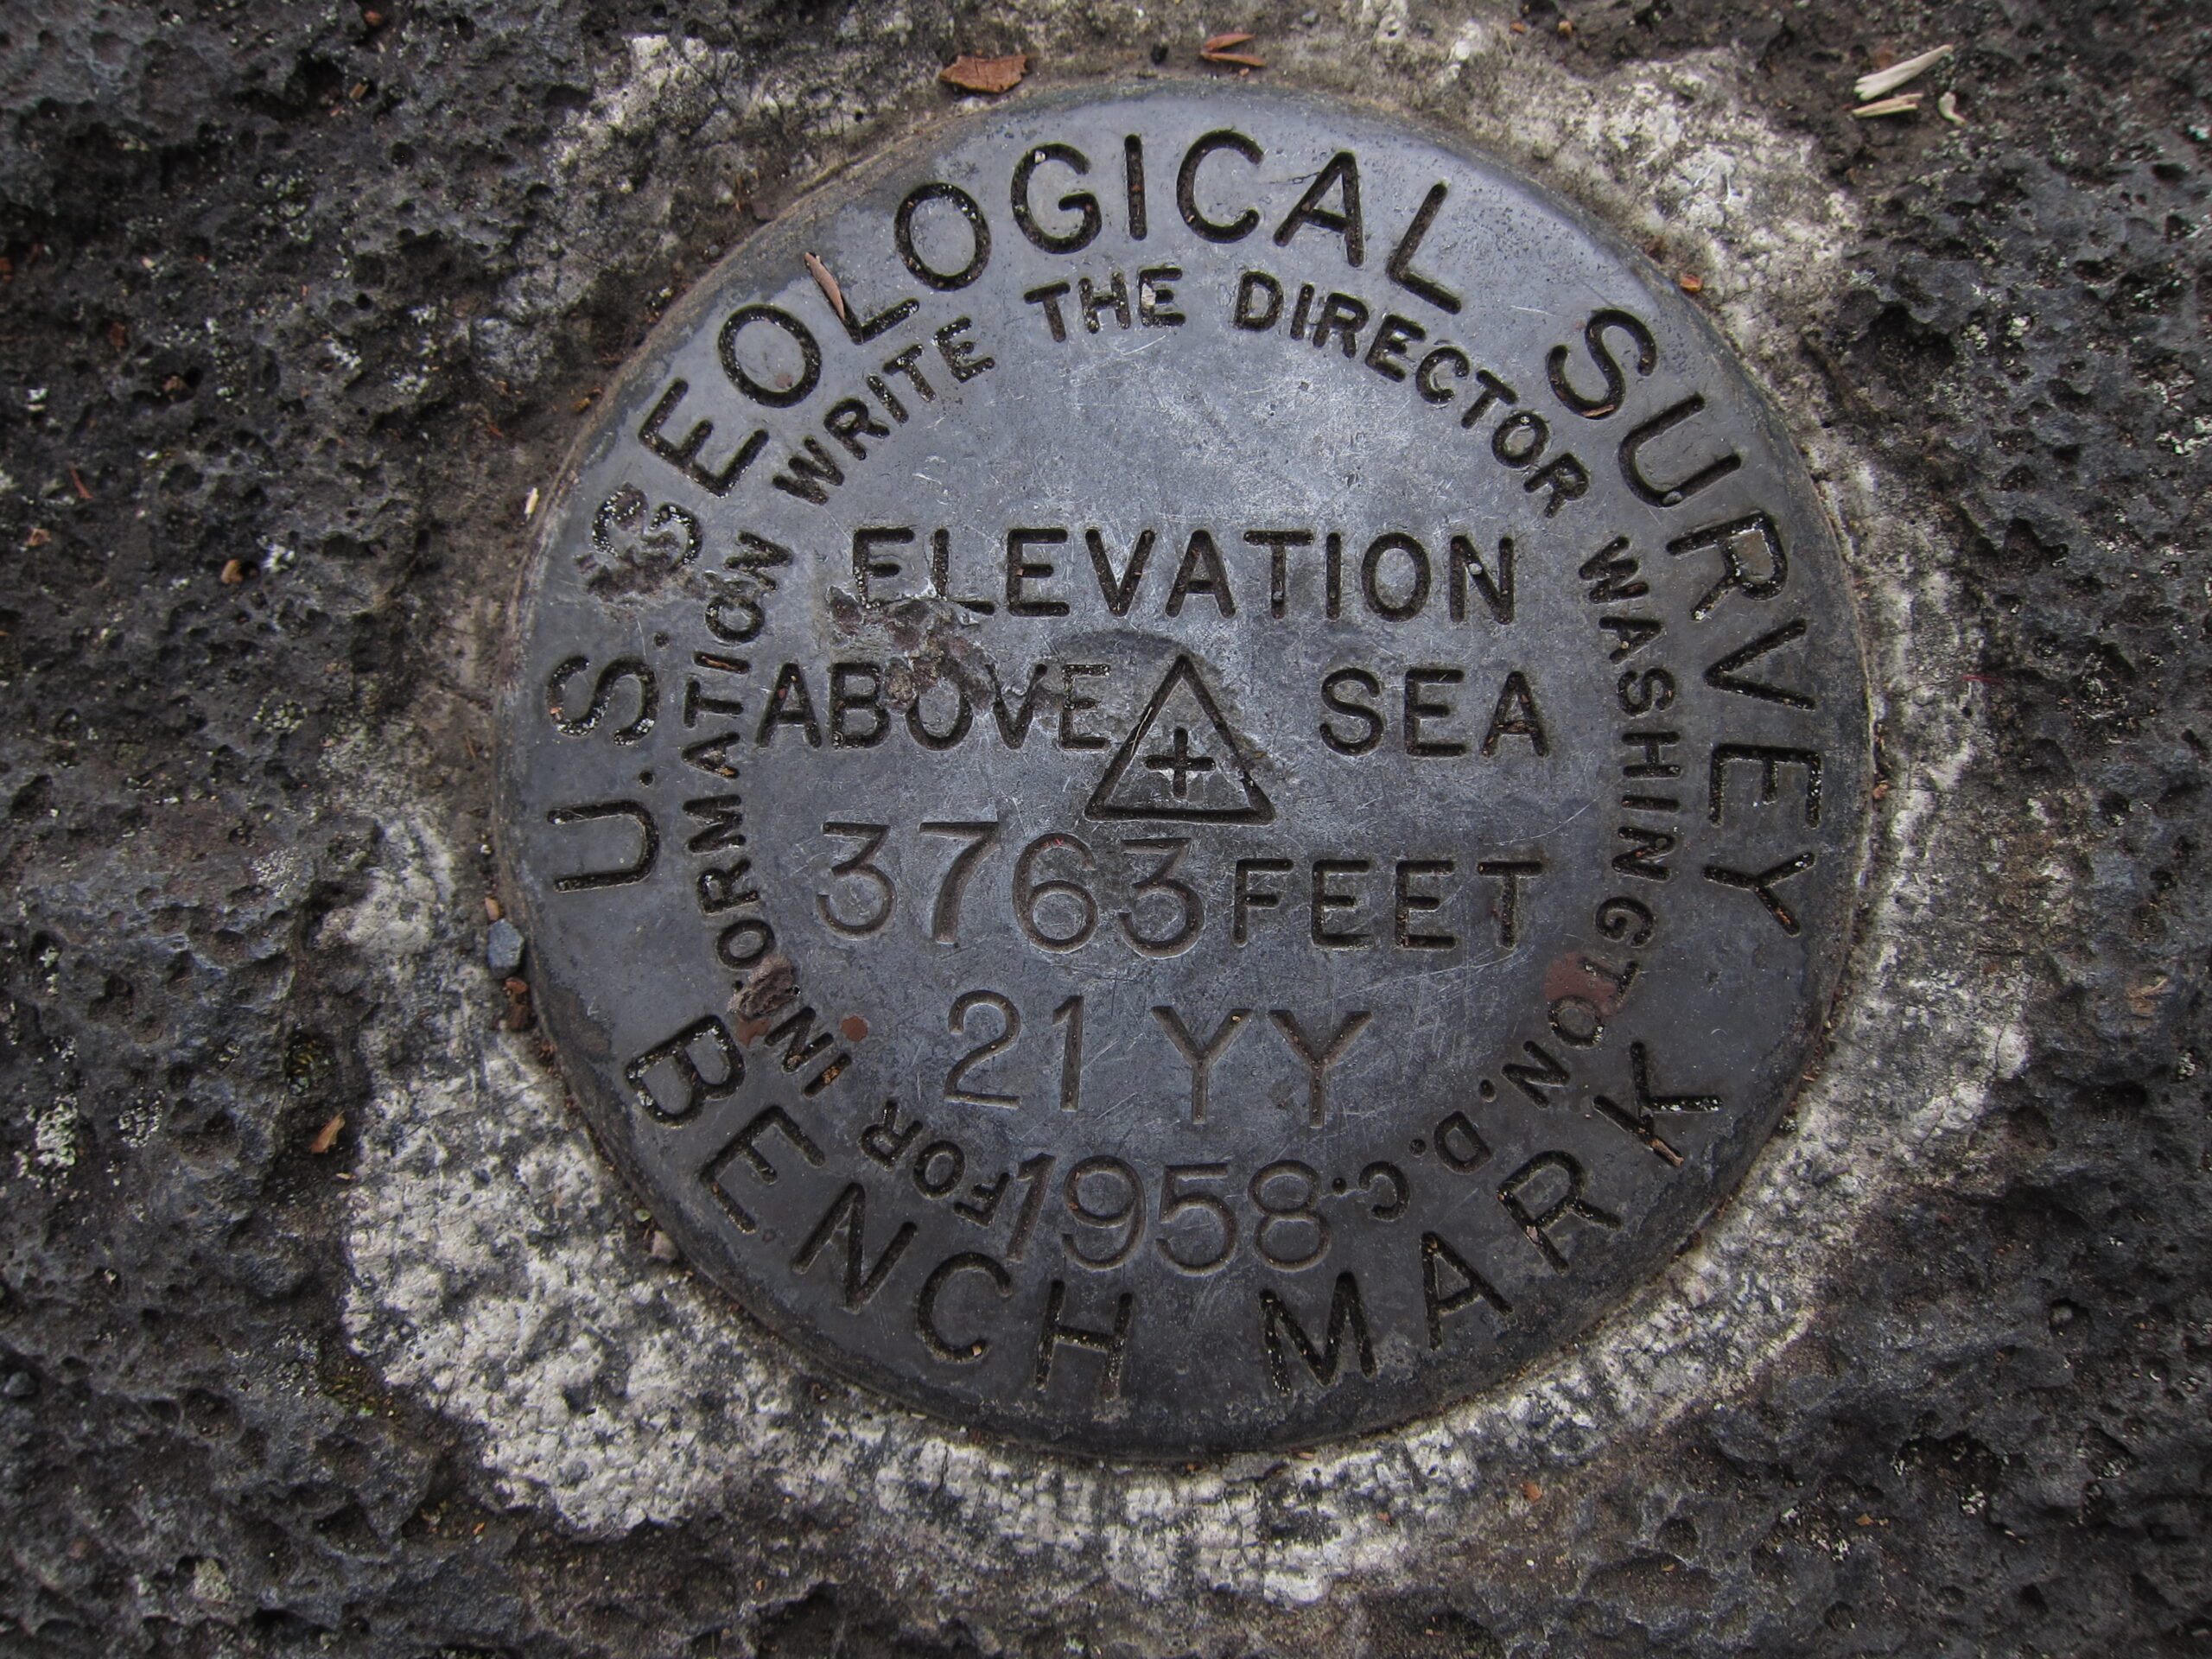 U.S. GEOLOGICAL SURVEY
BENCH MARK
FOR INFORMATION WRITE THE DIRECTOR WASHINGTON, D.C.
ELEVATION
ABOVE SEA
3763 FEET
21 YY
1958